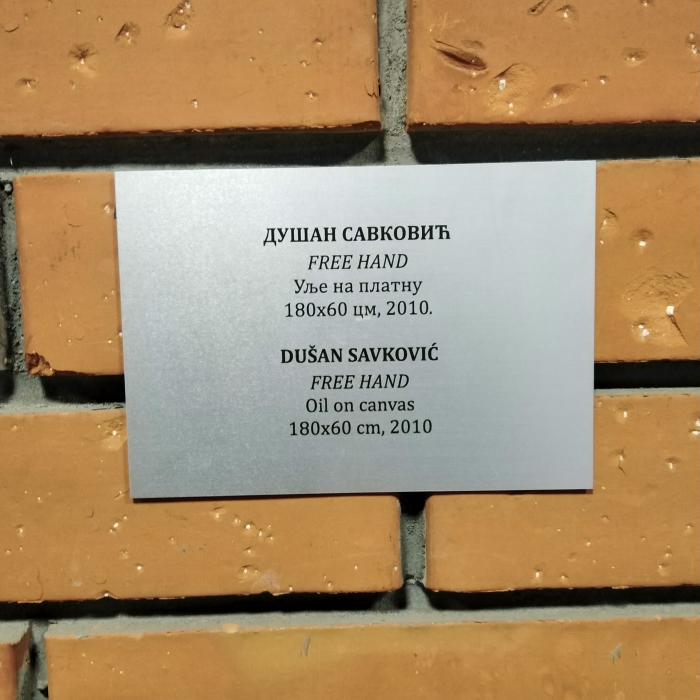 ДУШАН САВКОВИЋ
FREE HAND
Уље на платну
180x60 цм, 2010.
DUŠAN SAVKOVIĆ
FREE HAND
Oil on canvas
180x60 cm, 2010